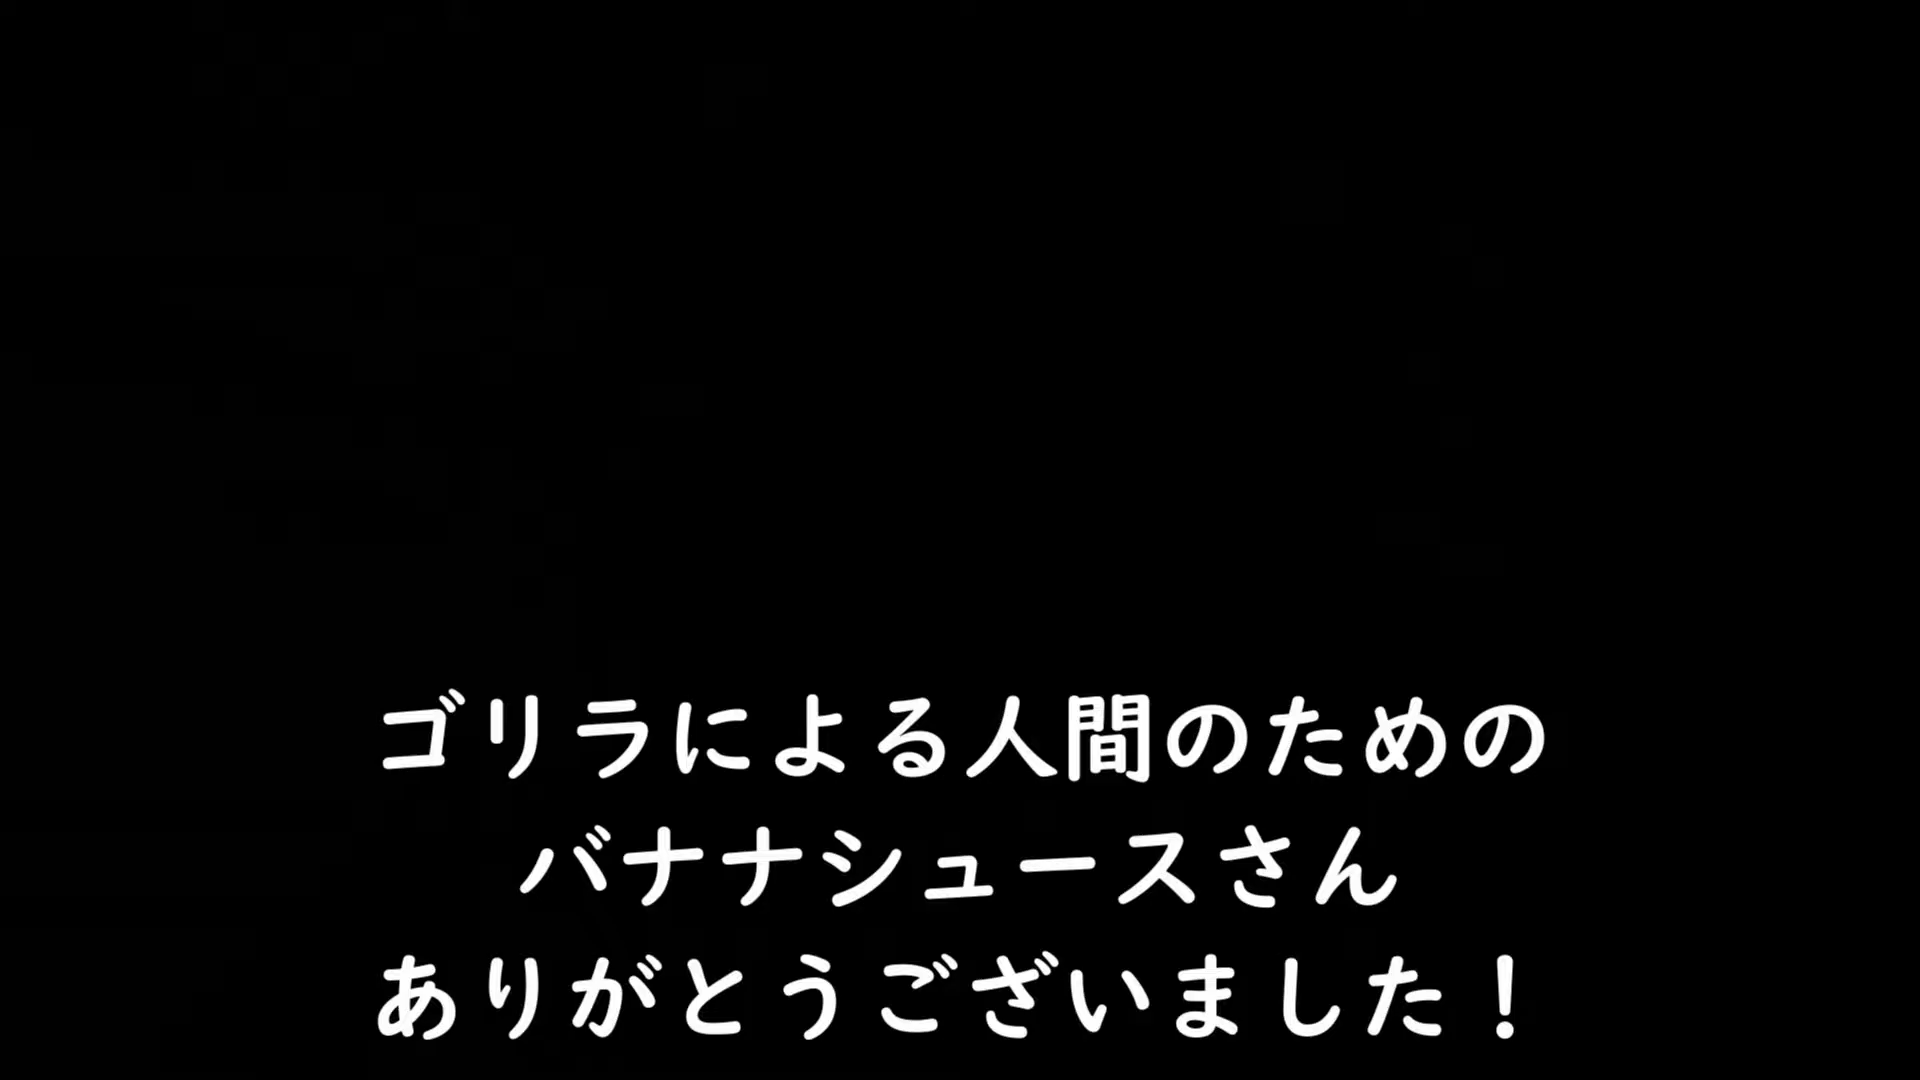 ゴリラによる人間のための
バナナシュースさん
ありがとうございました！